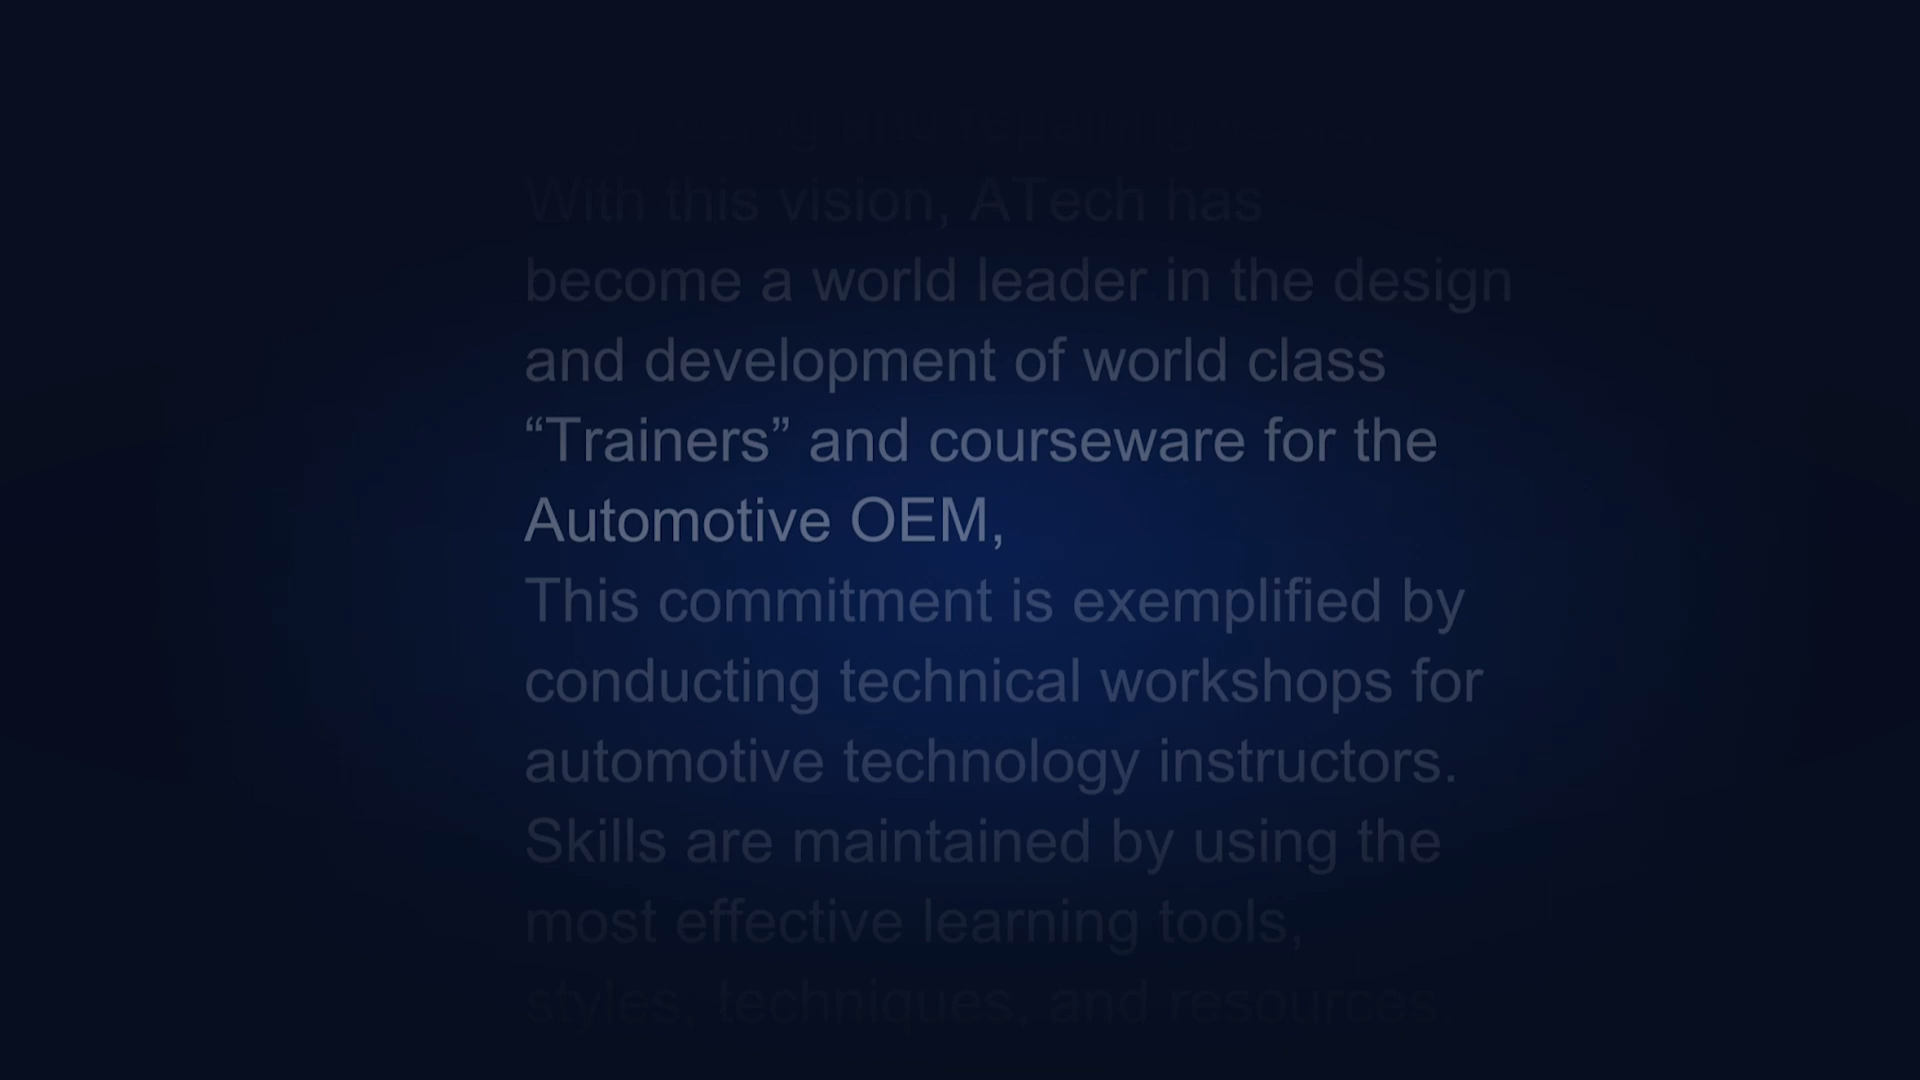 and repairing
With this vision, ATech has
become a world leader in the design
and development of world class
“Trainers” and courseware for the
Automotive OEM,
This commitment is exemplified by
conducting technical workshops for
automotive technology instructors.
Skills are maintained by using the
most effective learning tools,
styles, techniques, and resources.